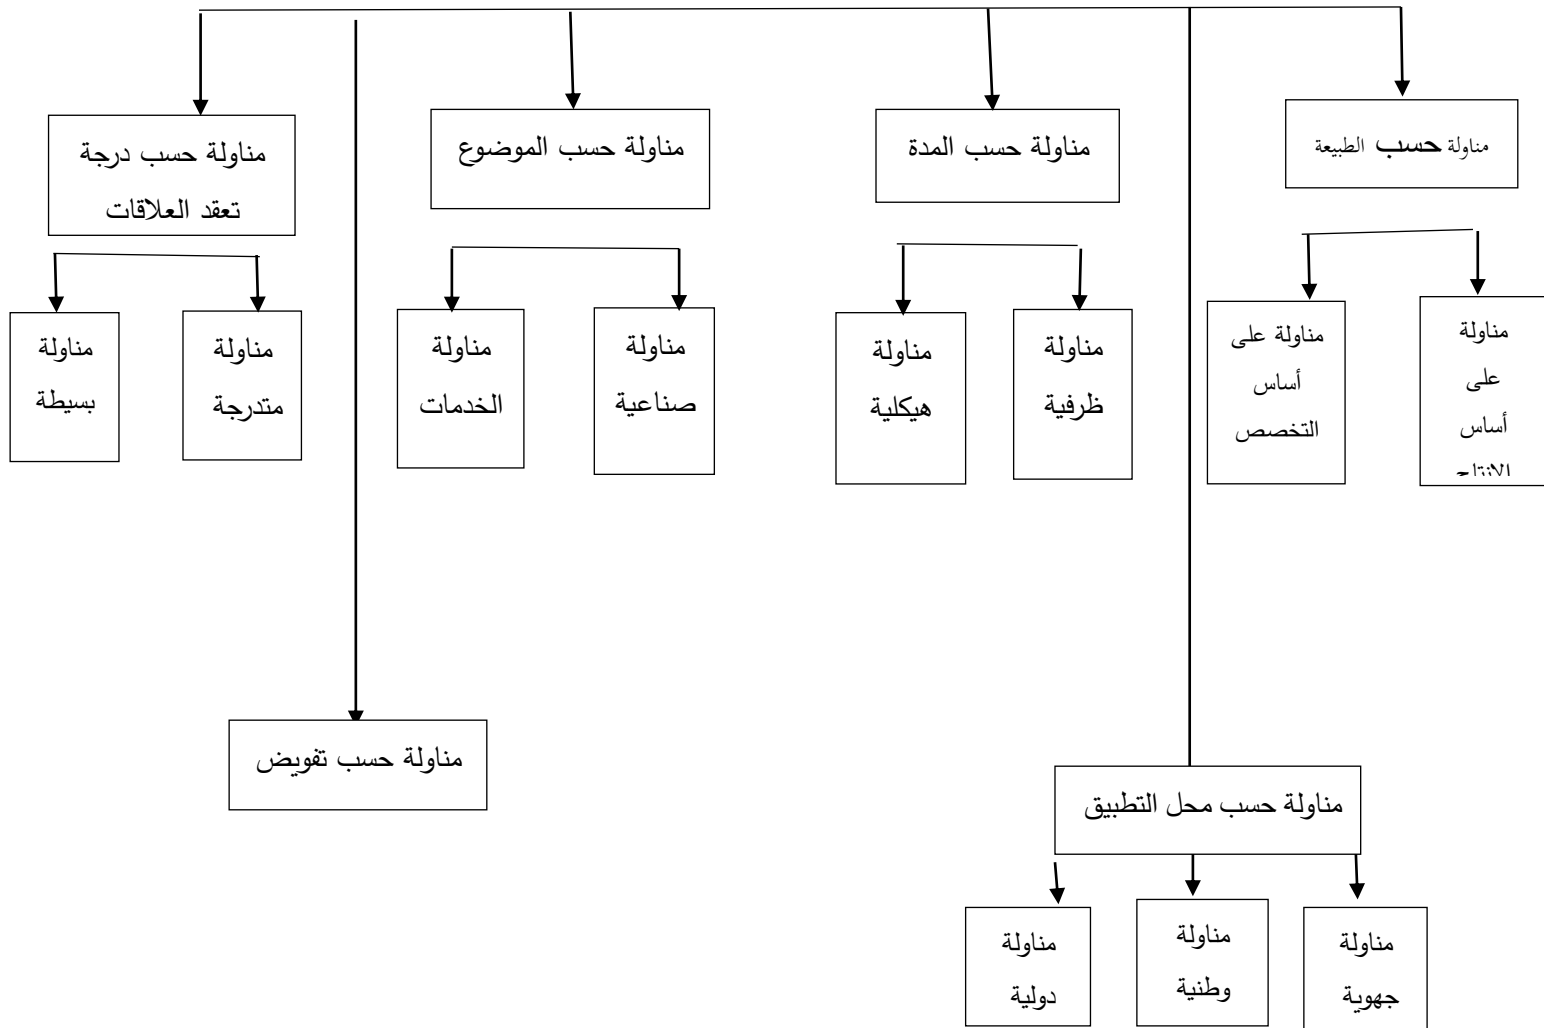 مناولة حسب الطبيعة
مناولة حسب المدة
مناولة حسب الموضوع
مناولة حسب درجة
تعقد العلاقات
مناولة
على
أساس
الانتاج
مناولة على
أساس
التخصص
مناولة
ظرفية
مناولة
هيكلية
مناولة
صناعية
مناولة
الخدمات
مناولة
متدرجة
مناولة
بسيطة
مناولة حسب تفويض
مناولة حسب محل التطبيق
مناولة
جهوية
مناولة
وطنية
مناولة
دولية